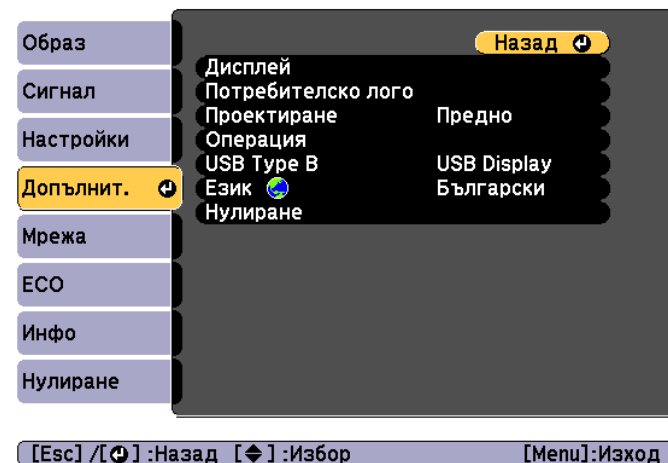 Образ
Сигнал
Настройки
Допълнит.
Мрежа
ECO
Инфо
Нулиране
Назад
Дисплей
Потребителско лого
Проектиране Предно
Операция
USB Type B USB Display
Език Български
Нулиране
[Esc] /[ ] :Назад [ ] :Избор [Menu]:Изход